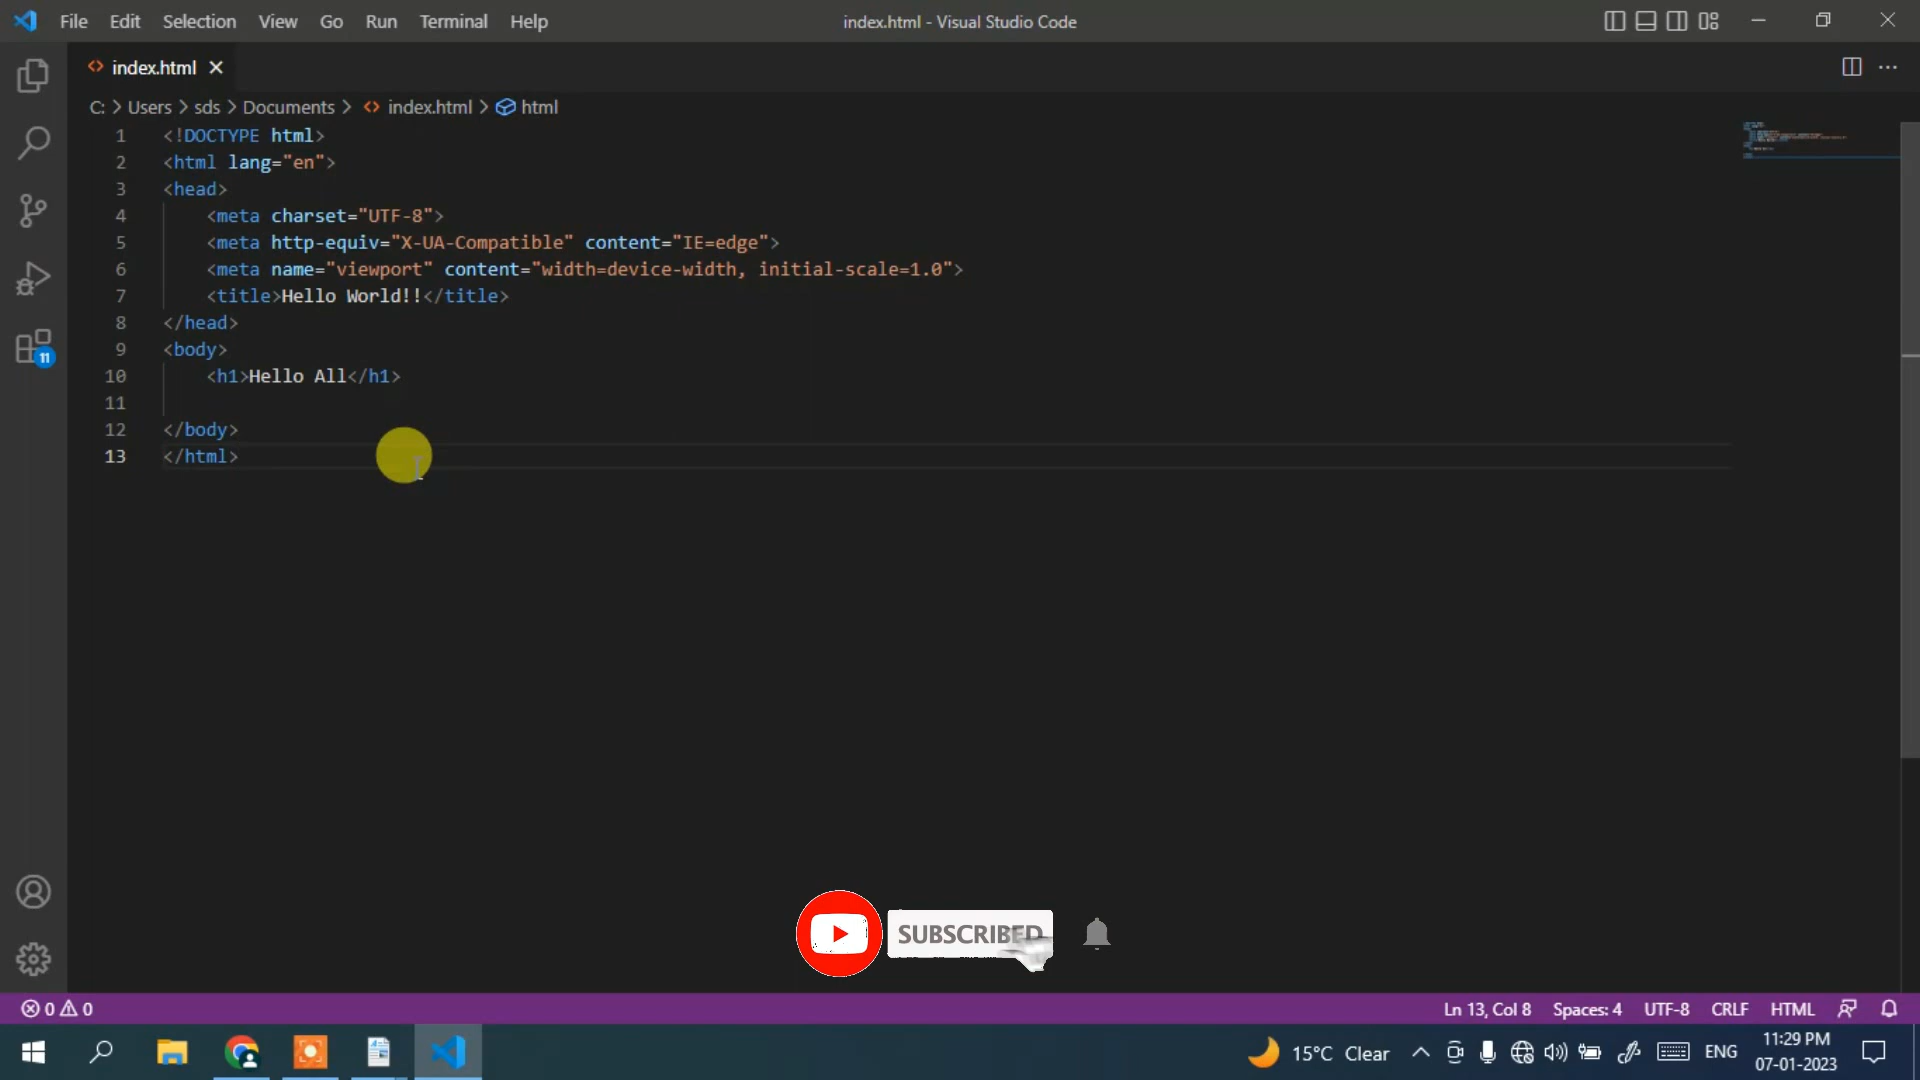 File Edit Selection View Go Run Terminal Help index.html - Visual Studio Code
index.html
C: > Users > sds > Documents > index.html > html
1 <!DOCTYPE html>
2 <html lang="en">
3 <head>
4 <meta charset="UTF-8">
5 <meta http-equiv="X-UA-Compatible" content="IE=edge">
6 <meta name="viewport" content="width=device-width, initial-scale=1.0">
7 <title>Hello World!!</title>
8 </head>
9 <body>
10 <h1>Hello All</h1>
11
12 </body>
13 </html>
11
SUBSCRIBED
0 0 Ln 13, Col 8 Spaces: 4 UTF-8 CRLF HTML
15°C Clear ENG 11:29 PM
07-01-2023